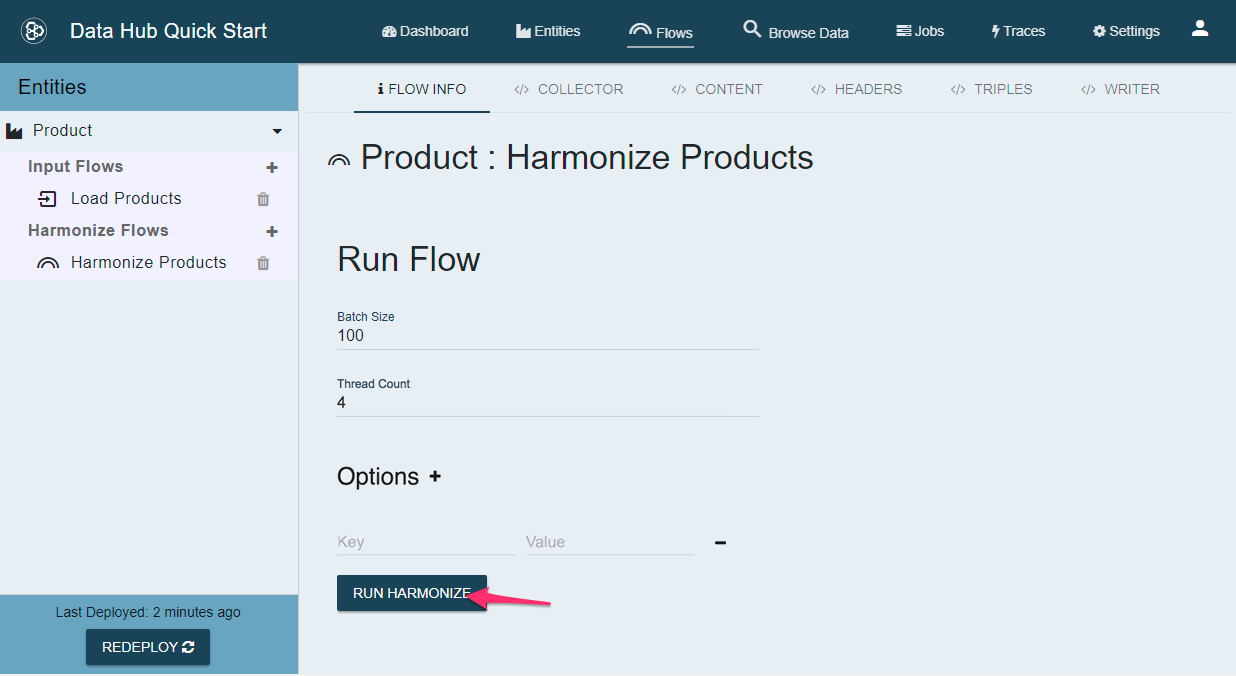 Data Hub Quick Start
Dashboard
Entities
Flows
Browse Data
Jobs
Traces
Settings
Entities
Product
Input Flows
Load Products
Harmonize Flows
Harmonize Products
Last Deployed: 2 minutes ago
REDEPLOY
FLOW INFO
</> COLLECTOR
</> CONTENT
</> HEADERS
</> TRIPLES
</> WRITER
Product : Harmonize Products
Run Flow
Batch Size
100
Thread Count
4
Options +
Key
Value
RUN HARMONIZE